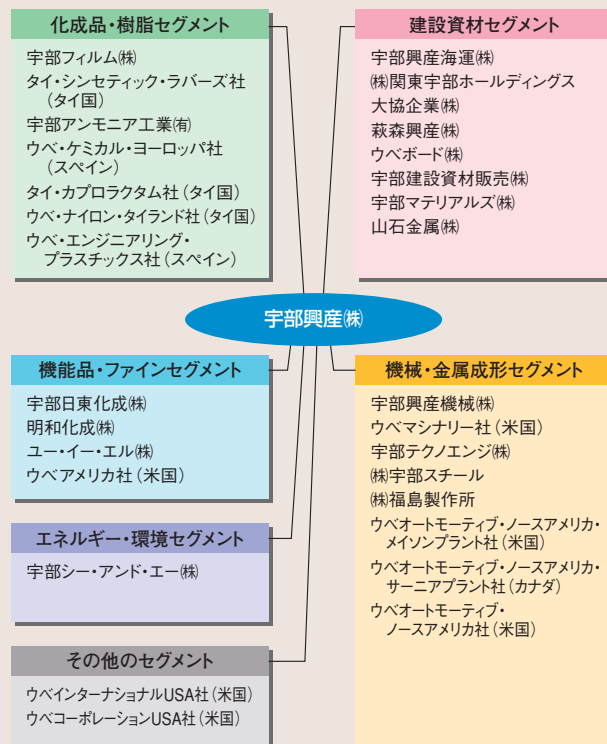 化成品・樹脂セグメント
宇部フィルム㈱
タイ・シンセティック・ラバーズ社
(タイ国)
宇部アンモニア工業㈲
ウベ・ケミカル・ヨーロッパ社
(スペイン)
タイ・カプロラクタム社(タイ国)
ウベ・ナイロン・タイランド社(タイ国)
ウベ・エンジニアリング・
プラスチックス社(スペイン)
建設資材セグメント
宇部興産海運㈱
㈱関東宇部ホールディングス
大協企業㈱
萩森興産㈱
ウベボード㈱
宇部建設資材販売㈱
宇部マテリアルズ㈱
山石金属㈱
宇部興産㈱
機能品・ファインセグメント
宇部日東化成㈱
明和化成㈱
ユー・イー・エル㈱
ウベアメリカ社(米国)
エネルギー・環境セグメント
宇部シー・アンド・エー㈱
その他のセグメント
ウベインターナショナルUSA社(米国)
ウベコーポレーションUSA社(米国)
機械・金属成形セグメント
宇部興産機械㈱
ウベマシナリー社(米国)
宇部テクノエンジ㈱
㈱宇部スチール
㈱福島製作所
ウベオートモーティブ・ノースアメリカ・
メイソンプラント社(米国)
ウベオートモーティブ・ノースアメリカ・
サーニアプラント社(カナダ)
ウベオートモーティブ・
ノースアメリカ社(米国)